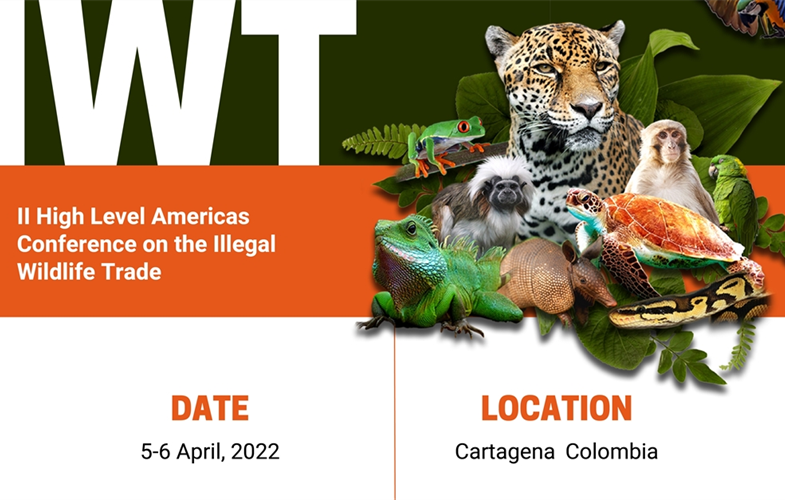 IWT
II High Level Americas
Conference on the Illegal
Wildlife Trade
DATE
5-6 April, 2022
LOCATION
Cartagena Colombia